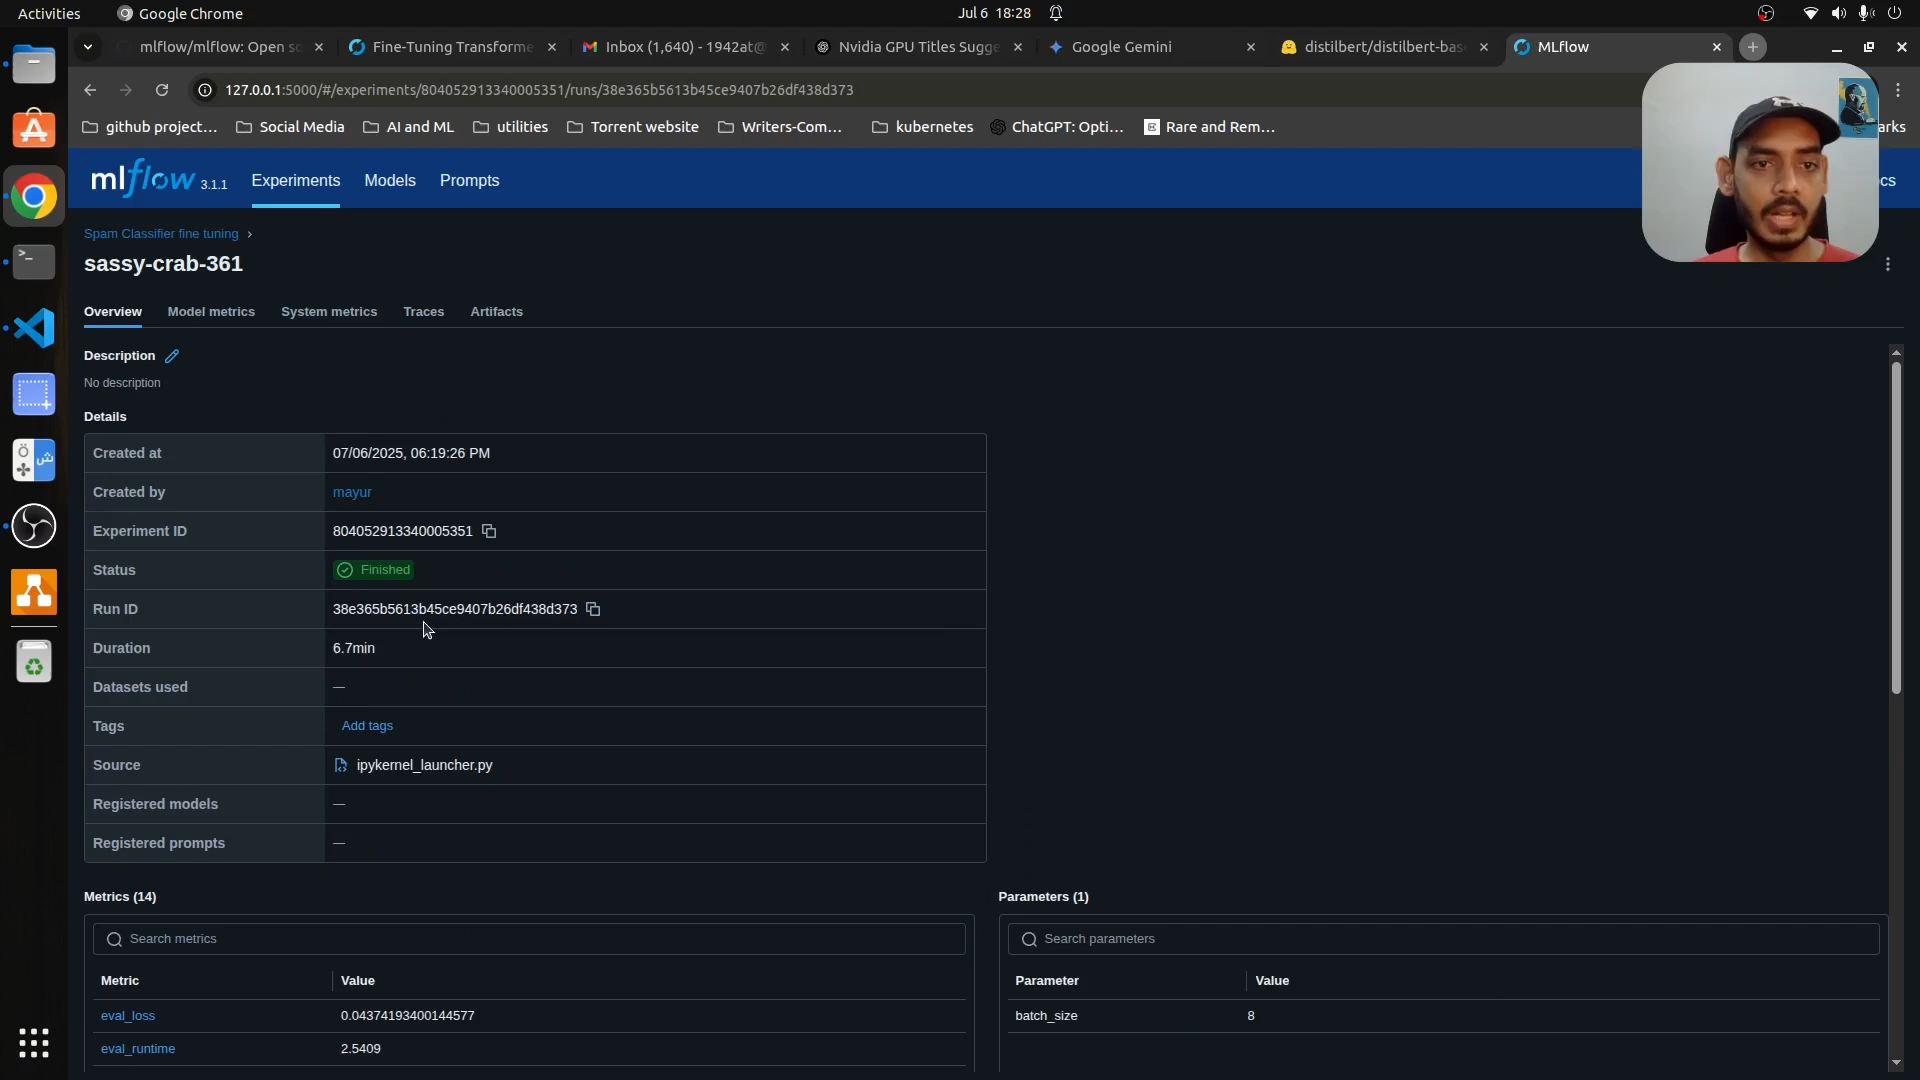 Activities Google Chrome Jul 6 18:28
mlflow/mlflow: Open so Fine-Tuning Transforme Inbox (1,640) - 1942at@ Nvidia GPU Titles Sugge Google Gemini distilbert/distilbert-bas MLflow
127.0.0.1:5000/#/experiments/804052913340005351/runs/38e365b5613b45ce9407b26df438d373
github project... Social Media AI and ML utilities Torrent website Writers-Com... kubernetes ChatGPT: Opti... Rare and Rem... arks
mlflow 3.1.1 Experiments Models Prompts cs
Spam Classifier fine tuning ›
sassy-crab-361
Overview Model metrics System metrics Traces Artifacts
Description
No description
Details
Created at 07/06/2025, 06:19:26 PM
Created by mayur
Experiment ID 804052913340005351
Status Finished
Run ID 38e365b5613b45ce9407b26df438d373
Duration 6.7min
Datasets used —
Tags Add tags
Source ipykernel_launcher.py
Registered models —
Registered prompts —
Metrics (14) Parameters (1)
Search metrics Search parameters
Metric Value Parameter Value
eval_loss 0.04374193400144577 batch_size 8
eval_runtime 2.5409